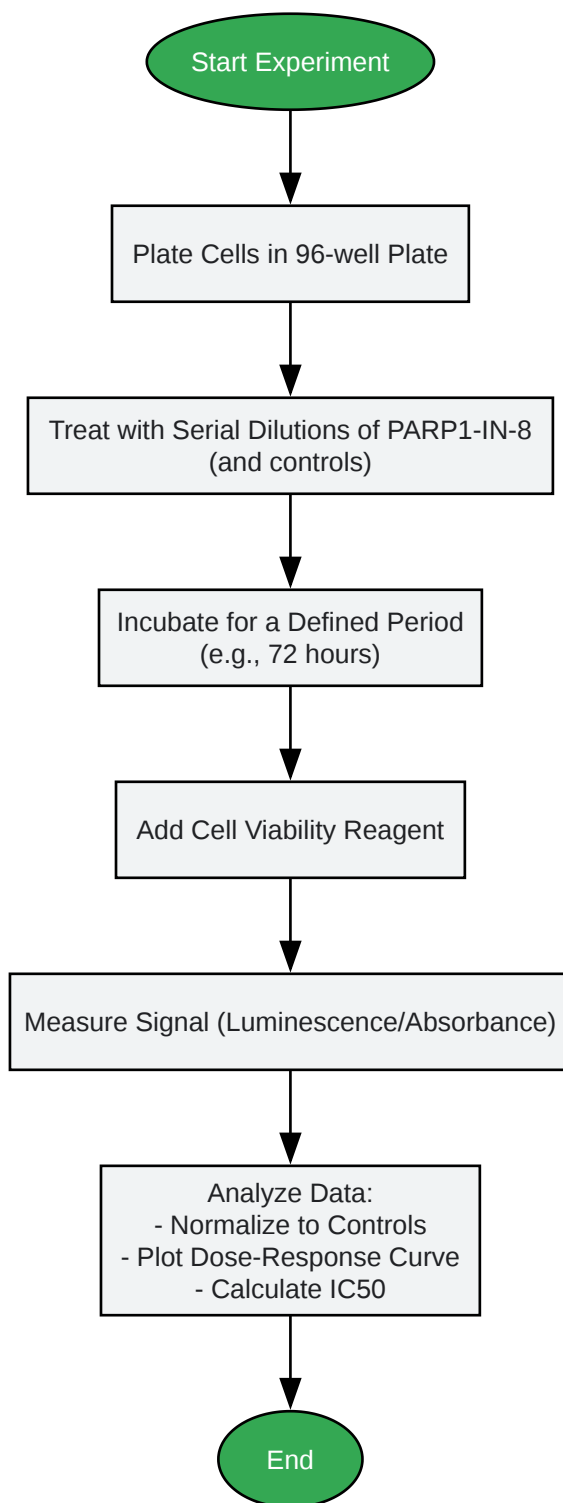 Start Experiment
Plate Cells in 96-well Plate
Treat with Serial Dilutions of PARP1-IN-8
(and controls)
Incubate for a Defined Period
(e.g., 72 hours)
Add Cell Viability Reagent
Measure Signal (Luminescence/Absorbance)
Analyze Data:
- Normalize to Controls
- Plot Dose-Response Curve
- Calculate IC50
End